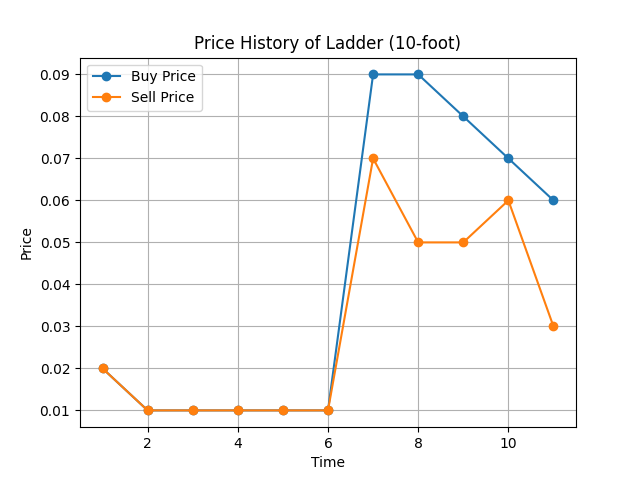 Price History of Ladder (10-foot)
Buy Price
Sell Price
0.09
0.08
0.07
0.06
0.05
0.04
0.03
0.02
0.01
Price
2 4 6 8 10
Time